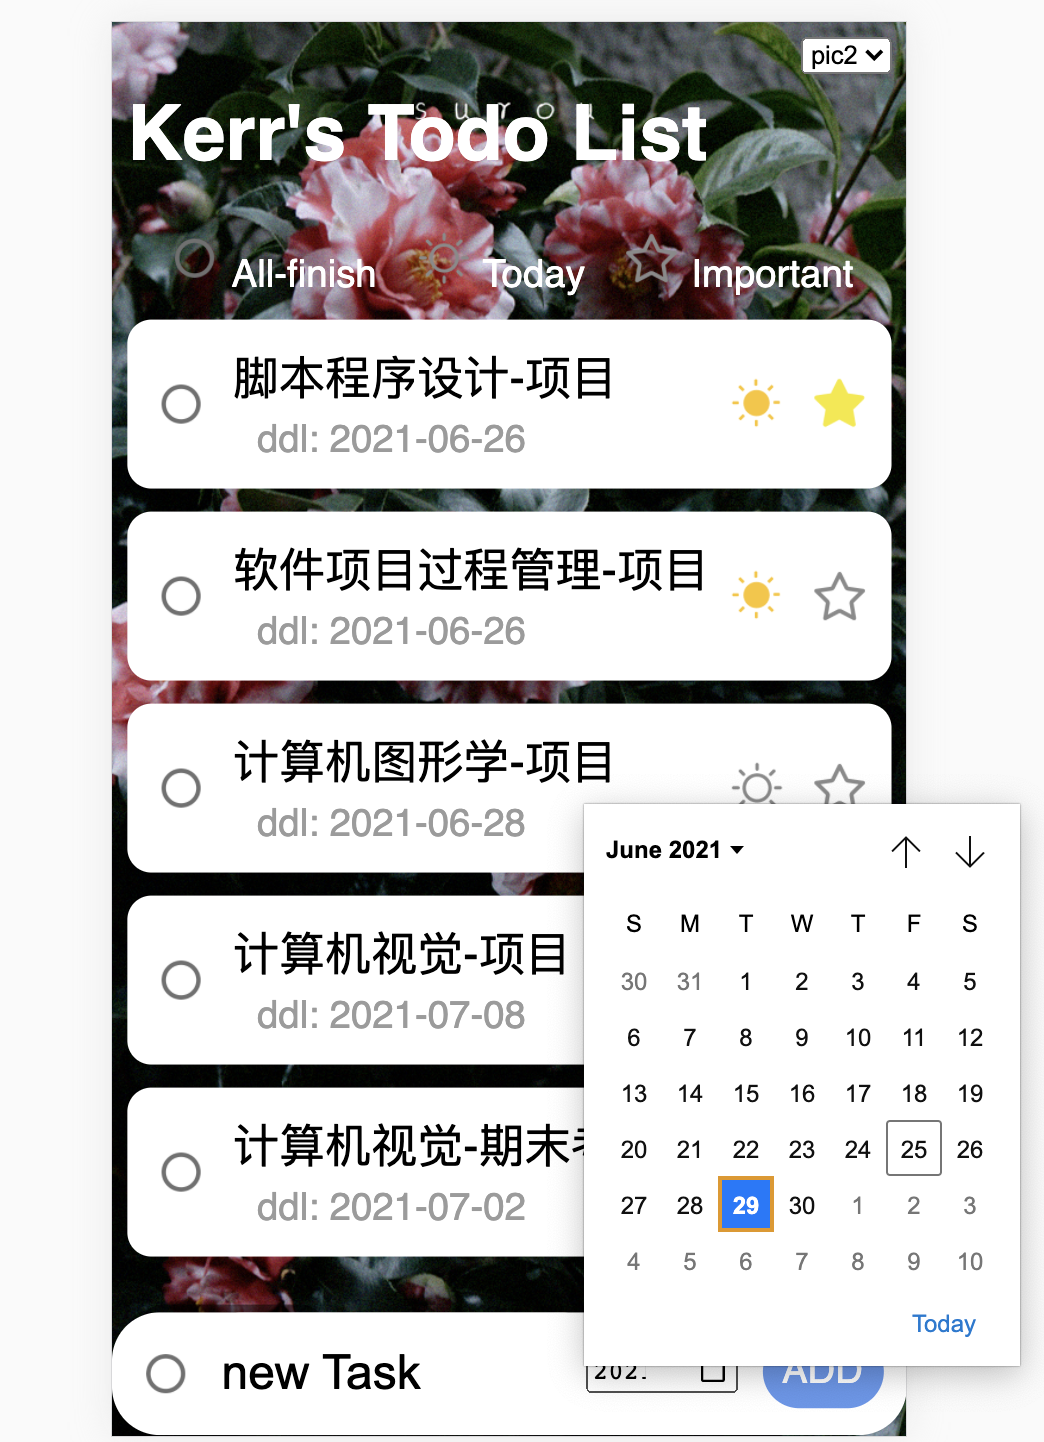 pic2
surou
Kerr's Todo List
All-finish Today Important
脚本程序设计-项目
ddl: 2021-06-26
软件项目过程管理-项目
ddl: 2021-06-26
计算机图形学-项目
ddl: 2021-06-28
计算机视觉-项目
ddl: 2021-07-08
计算机视觉-期末
ddl: 2021-07-02
June 2021
S M T W T F S
30 31 1 2 3 4 5
6 7 8 9 10 11 12
13 14 15 16 17 18 19
20 21 22 23 24 25 26
27 28 29 30 1 2 3
4 5 6 7 8 9 10
Today
new Task 202. ADD